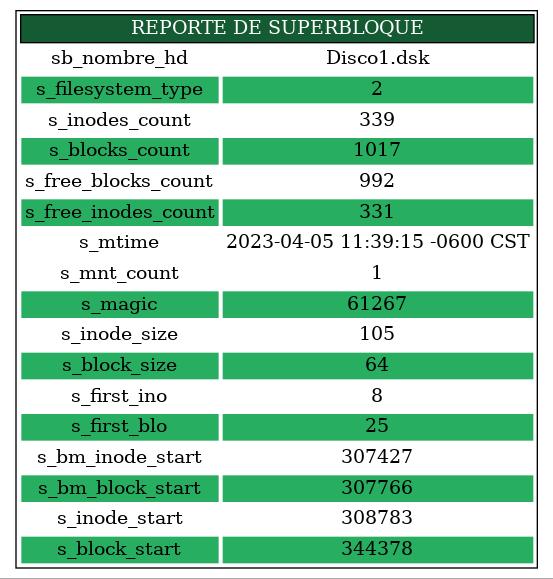 REPORTE DE SUPERBLOQUE
sb_nombre_hd Disco1.dsk
s_filesystem_type 2
s_inodes_count 339
s_blocks_count 1017
s_free_blocks_count 992
s_free_inodes_count 331
s_mtime 2023-04-05 11:39:15 -0600 CST
s_mnt_count 1
s_magic 61267
s_inode_size 105
s_block_size 64
s_first_ino 8
s_first_blo 25
s_bm_inode_start 307427
s_bm_block_start 307766
s_inode_start 308783
s_block_start 344378